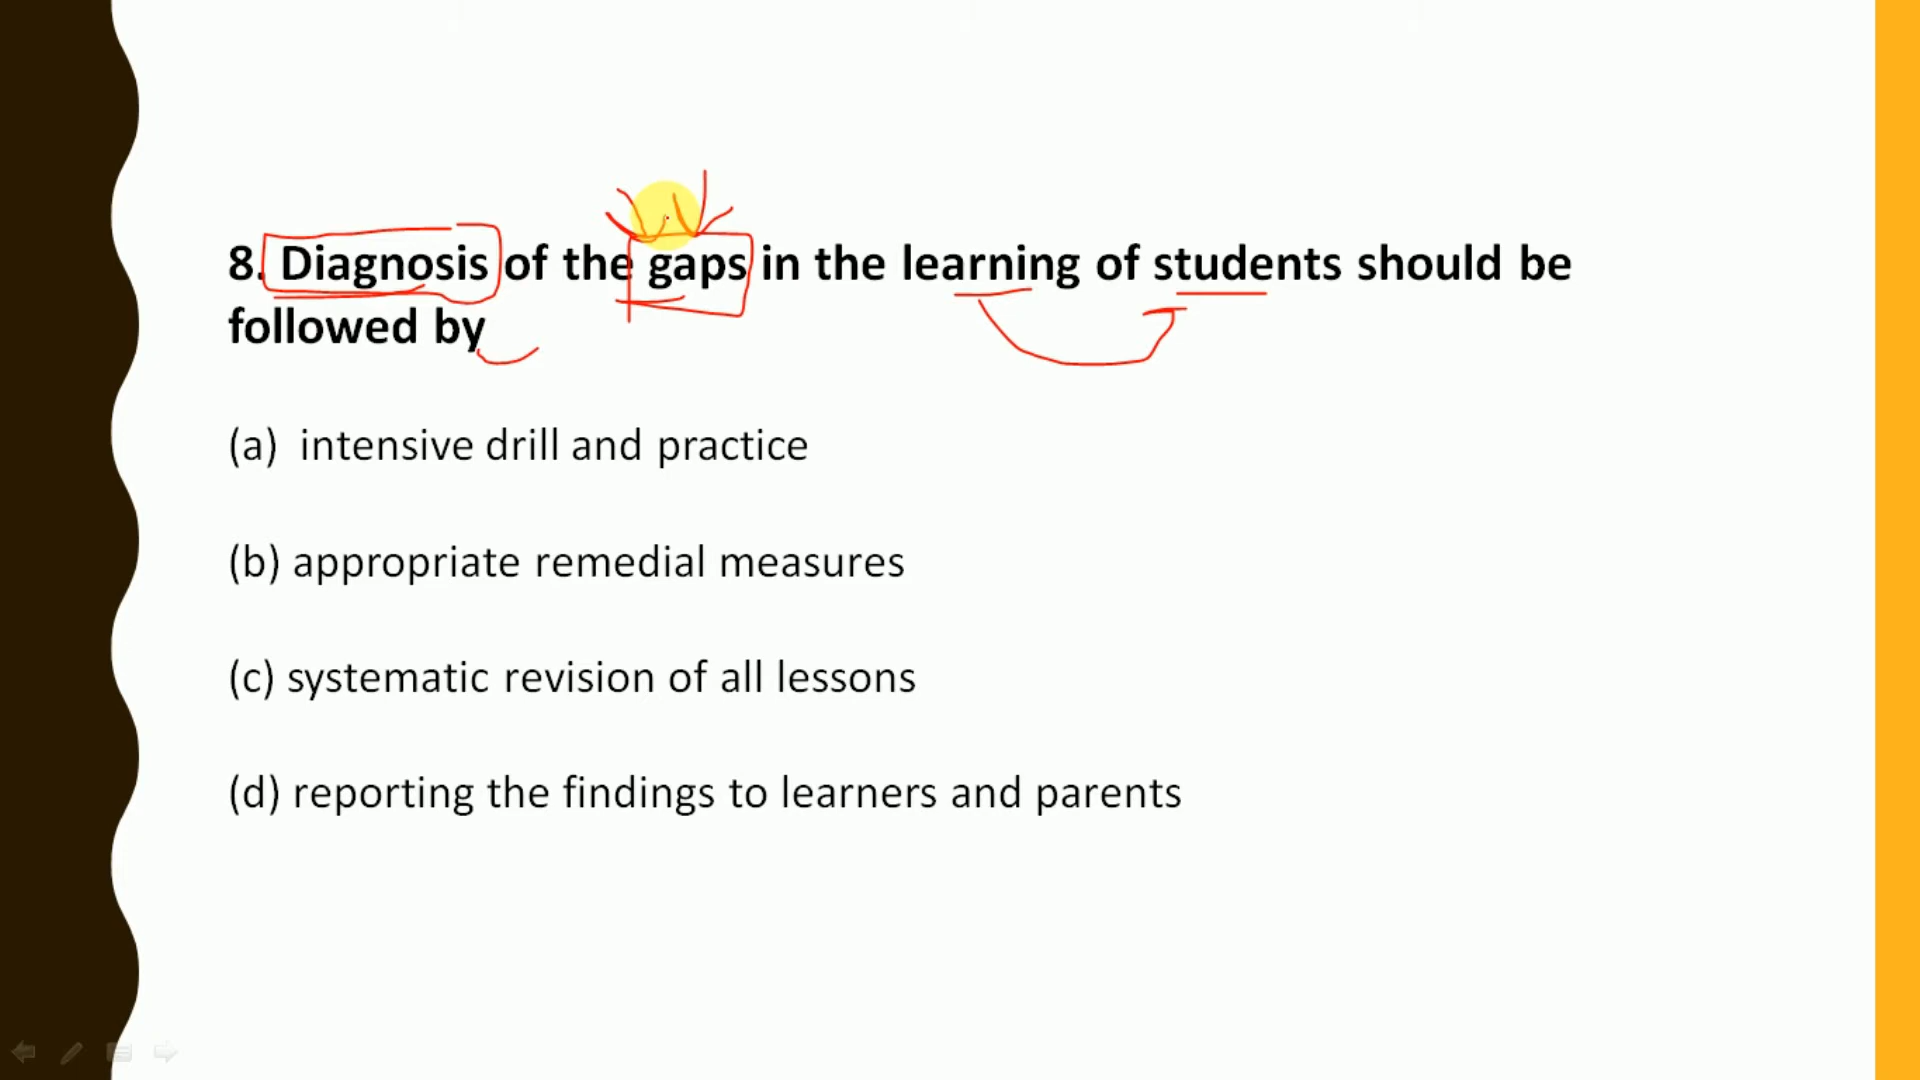 8. Diagnosis of the gaps in the learning of students should be
followed by
(a) intensive drill and practice
(b) appropriate remedial measures
(c) systematic revision of all lessons
(d) reporting the findings to learners and parents